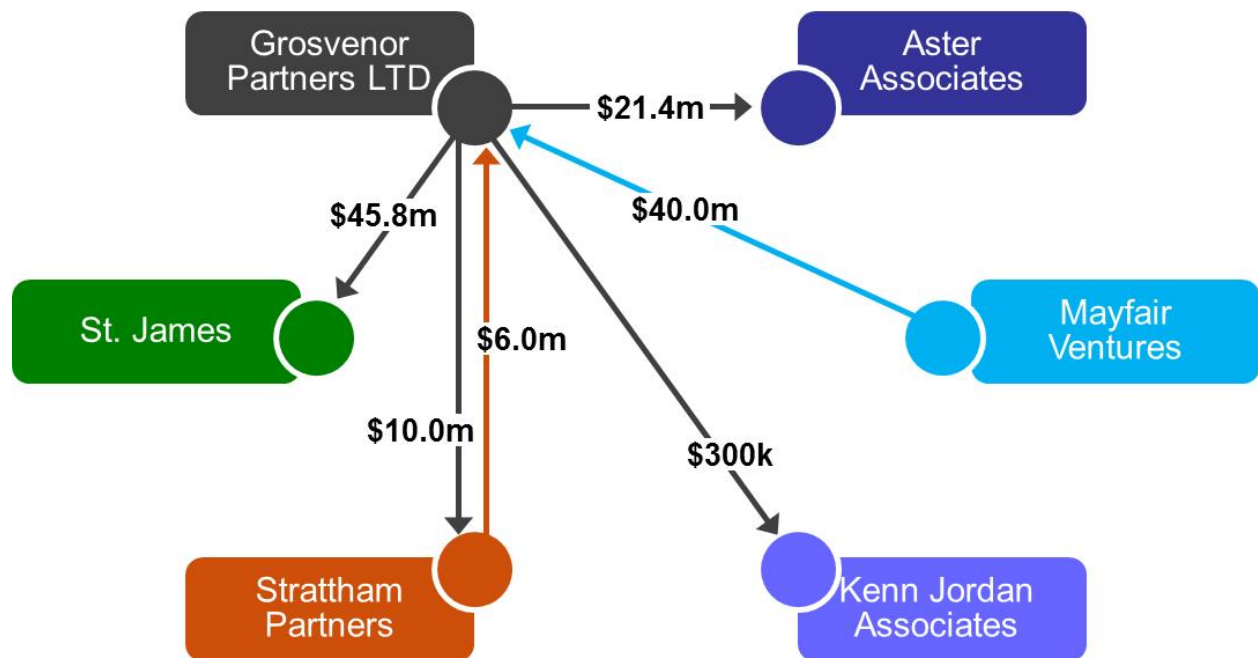 Grosvenor
Partners LTD
Aster
Associates
$21.4m
$45.8m
$40.0m
St. James
$6.0m
Mayfair
Ventures
$10.0m
$300k
Strattham
Partners
Kenn Jordan
Associates